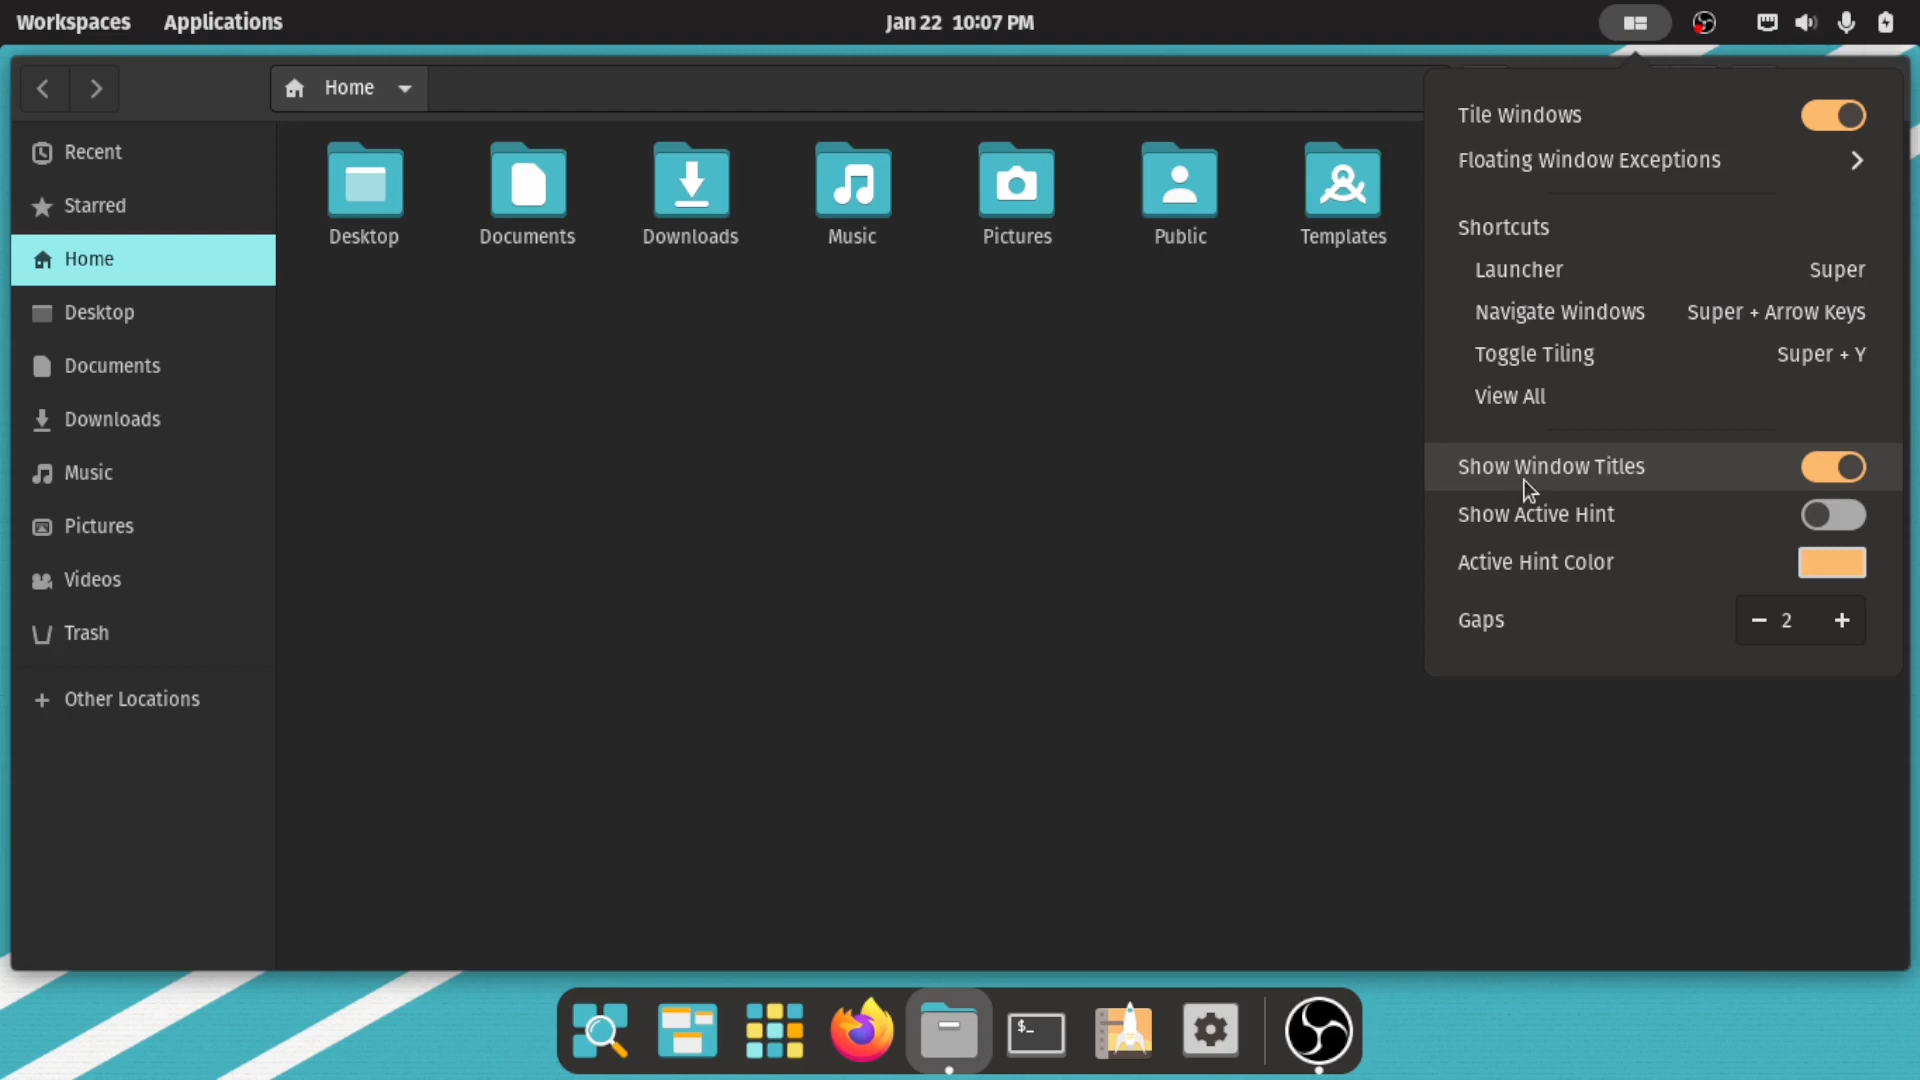 Workspaces Applications Jan 22 10:07 PM
Home
Recent
Starred
Home
Desktop
Documents
Downloads
Music
Pictures
Videos
Trash
Other Locations
Desktop Documents Downloads Music Pictures Public Templates
Tile Windows
Floating Window Exceptions
Shortcuts
Launcher Super
Navigate Windows Super + Arrow Keys
Toggle Tiling Super + Y
View All
Show Window Titles
Show Active Hint
Active Hint Color
Gaps − 2 +
$_